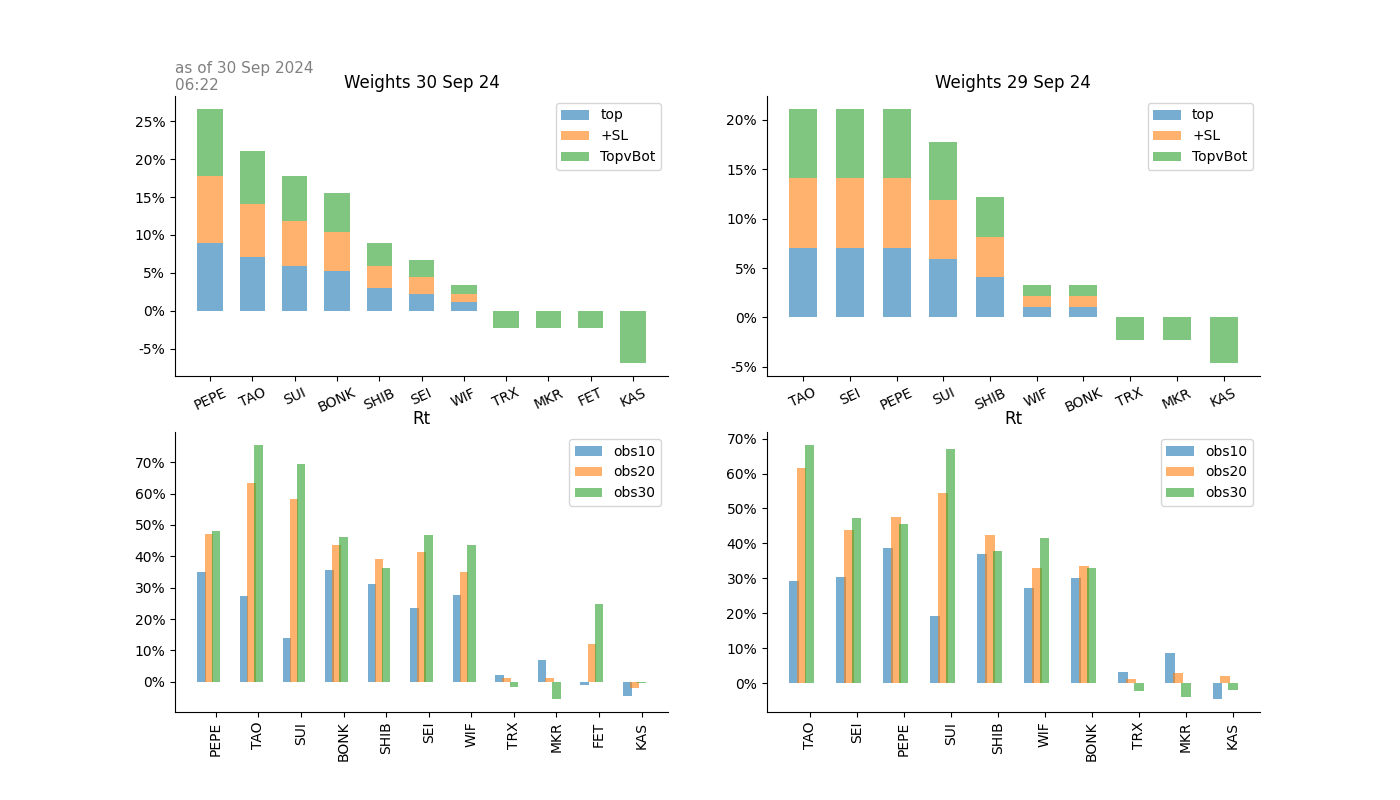 as of 30 Sep 2024
06:22
Weights 30 Sep 24
25%
20%
15%
10%
5%
0%
-5%
top
+SL
TopvBot
PEPE TAO SUI BONK SHIB SEI WIF TRX MKR FET KAS
Weights 29 Sep 24
20%
15%
10%
5%
0%
-5%
top
+SL
TopvBot
TAO SEI PEPE SUI SHIB WIF BONK TRX MKR KAS
Rt
70%
60%
50%
40%
30%
20%
10%
0%
obs10
obs20
obs30
PEPE TAO SUI BONK SHIB SEI WIF TRX MKR FET KAS
Rt
70%
60%
50%
40%
30%
20%
10%
0%
obs10
obs20
obs30
TAO SEI PEPE SUI SHIB WIF BONK TRX MKR KAS